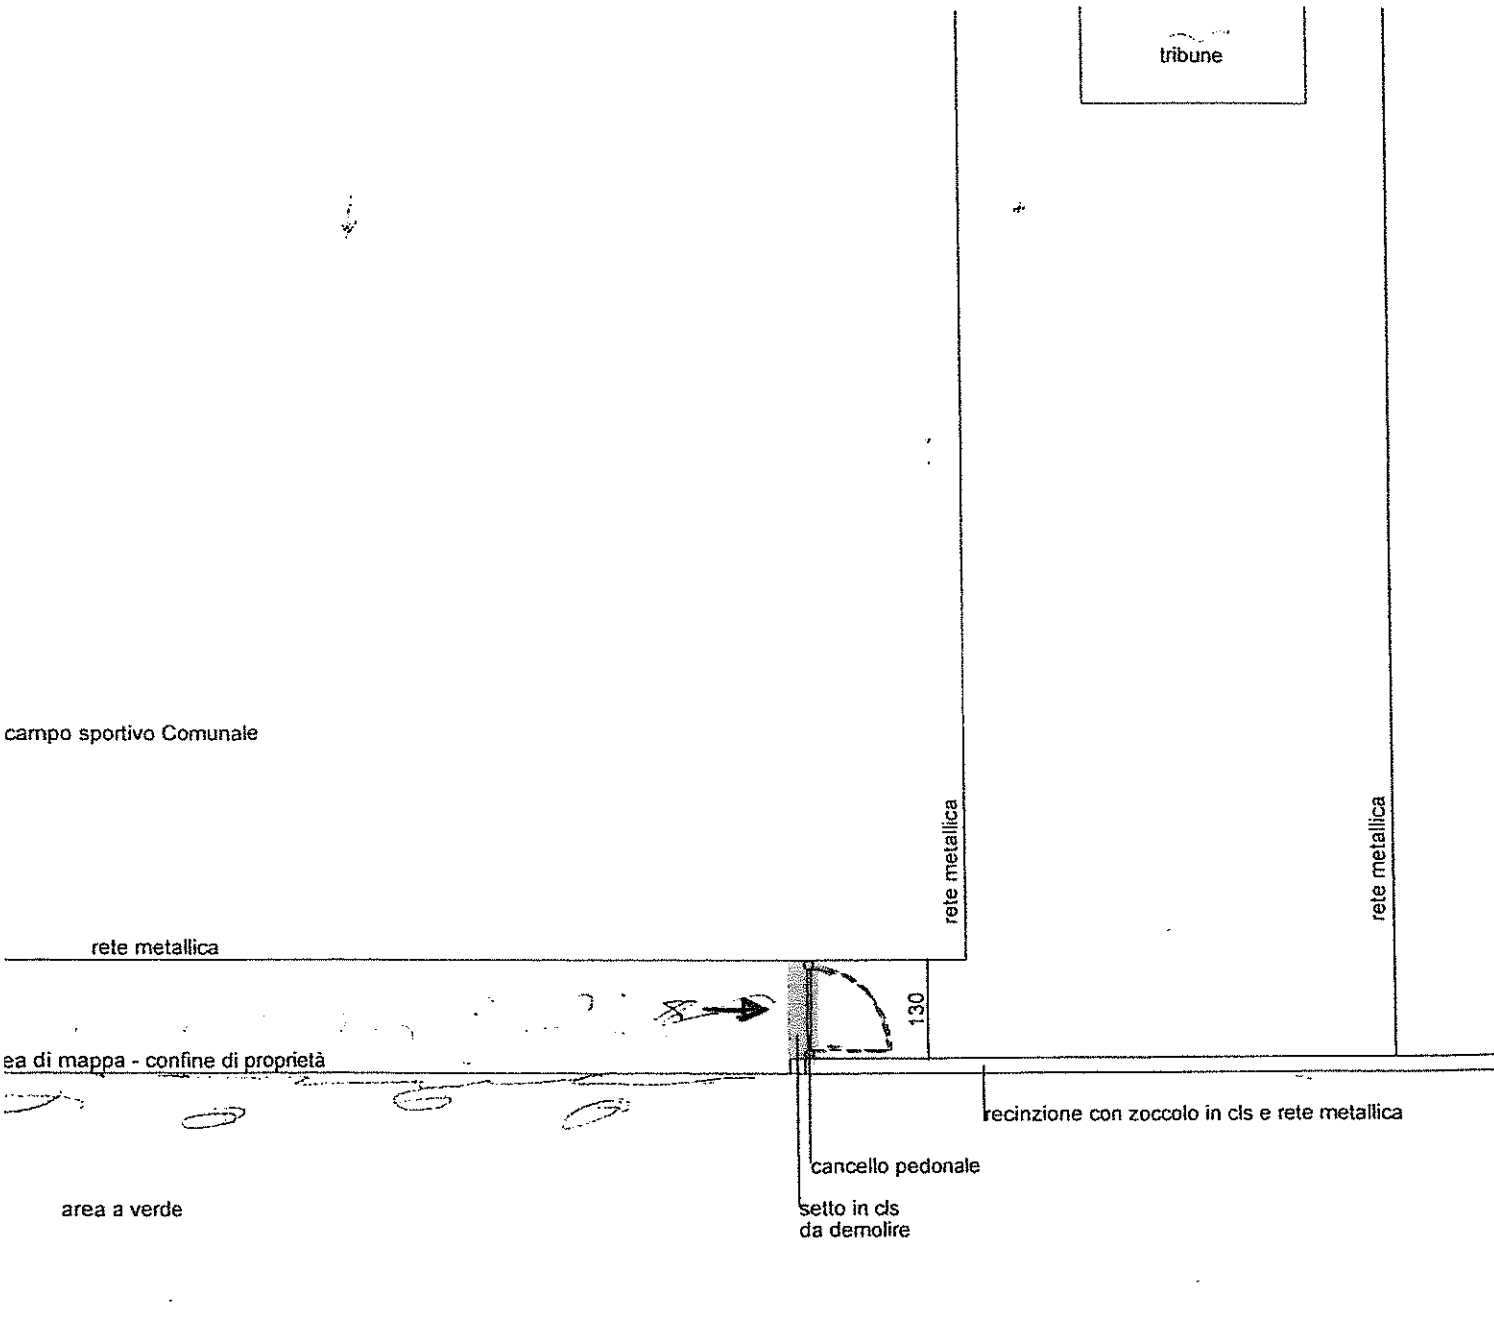 tribune
campo sportivo Comunale
rete metallica
rete metallica
rete metallica
130
ea di mappa - confine di proprietà
recinzione con zoccolo in cls e rete metallica
cancello pedonale
area a verde
setto in cls
da demolire